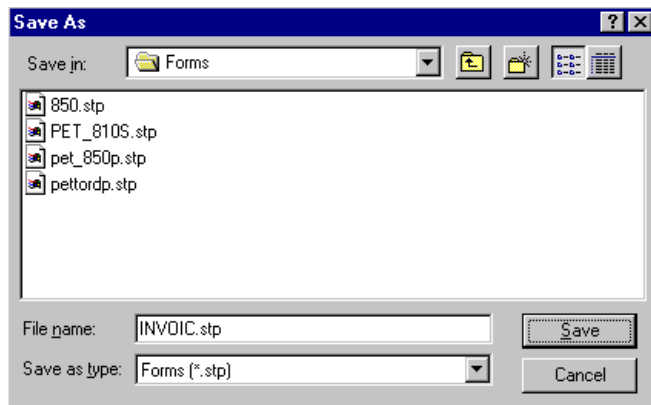 Save As
Save in: Forms
850.stp
PET_810S.stp
pet_850p.stp
pettordp.stp
File name: INVOIC.stp Save
Save as type: Forms (*.stp) Cancel